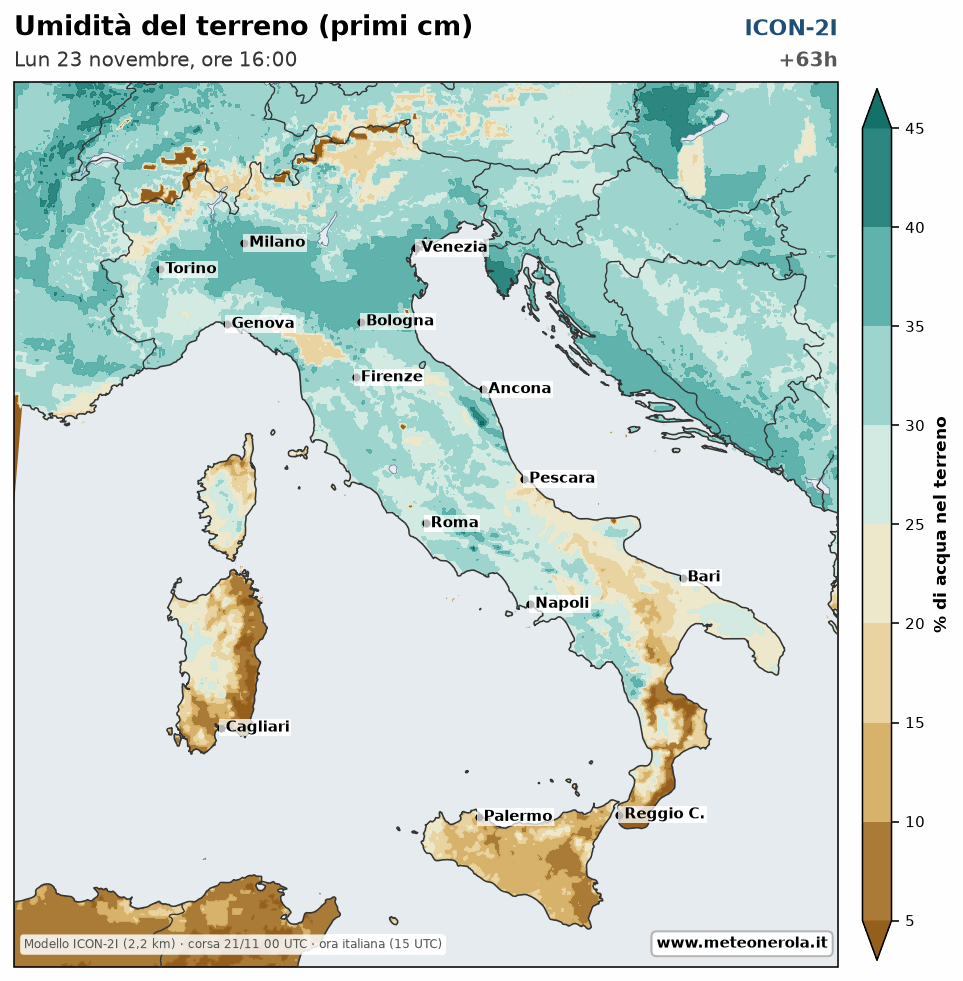 Umidità del terreno (primi cm)
ICON-2I
Lun 23 novembre, ore 16:00
+63h
45
40
35
30
25
20
15
10
5
% di acqua nel terreno
Milano
Venezia
Torino
Genova
Bologna
Firenze
Ancona
Pescara
Roma
Bari
Napoli
Cagliari
Palermo
Reggio C.
Modello ICON-2I (2,2 km) · corsa 21/11 00 UTC · ora italiana (15 UTC)
www.meteonerola.it